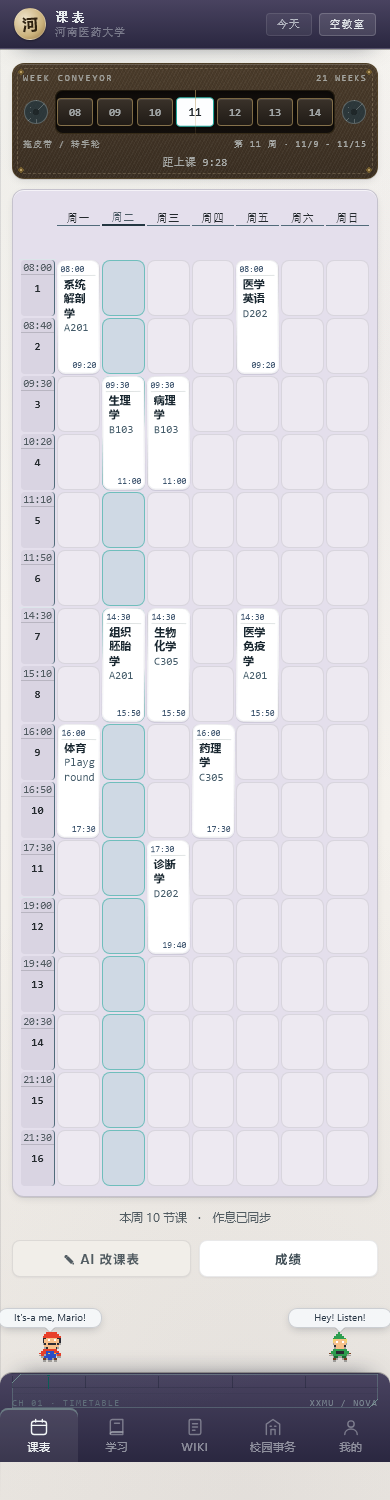 河 课表
河南医药大学
今天 空教室
WEEK CONVEYOR 21 WEEKS
08 09 10 11 12 13 14
拖皮带 / 转手轮 第 11 周 · 11/9 - 11/15
距上课 9:28
周一 周二 周三 周四 周五 周六 周日
08:00
1
08:00
系统
解剖
学
A201
09:20
08:00
医学
英语
D202
09:20
08:40
2
09:30
3
09:30
生理
学
B103
11:00
09:30
病理
学
B103
11:00
10:20
4
11:10
5
11:50
6
14:30
7
14:30
组织
胚胎
学
A201
15:50
14:30
生物
化学
C305
15:50
14:30
医学
免疫
学
A201
15:50
15:10
8
16:00
9
16:00
体育
Playg
round
17:30
16:00
药理
学
C305
17:30
16:50
10
17:30
11
17:30
诊断
学
D202
19:40
19:00
12
19:40
13
20:30
14
21:10
15
21:30
16
本周 10 节课 · 作息已同步
AI 改课表 成绩
It's-a me, Mario! Hey! Listen!
CH 01 · TIMETABLE XXMU / NOVA
课表 学习 WIKI 校园事务 我的